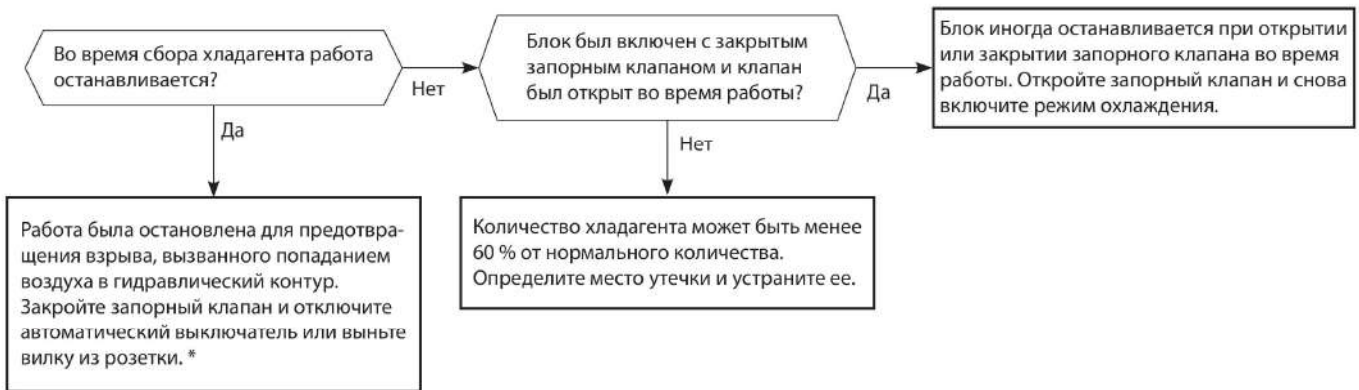 Во время сбора хладагента работа
останавливается?
Нет
Да
Блок был включен с закрытым
запорным клапаном и клапан
был открыт во время работы?
Да
Нет
Блок иногда останавливается при открытии
или закрытии запорного клапана во время
работы. Откройте запорный клапан и снова
включите режим охлаждения.
Работа была остановлена для предотвра-
щения взрыва, вызванного попаданием
воздуха в гидравлический контур.
Закройте запорный клапан и отключите
автоматический выключатель или выньте
вилку из розетки. *
Количество хладагента может быть менее
60 % от нормального количества.
Определите место утечки и устраните ее.